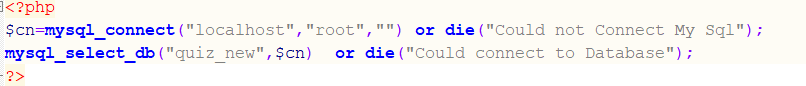 <?php
$cn=mysql_connect("localhost","root","") or die("Could not Connect My Sql");
mysql_select_db("quiz_new",$cn)  or die("Could connect to Database");
?>